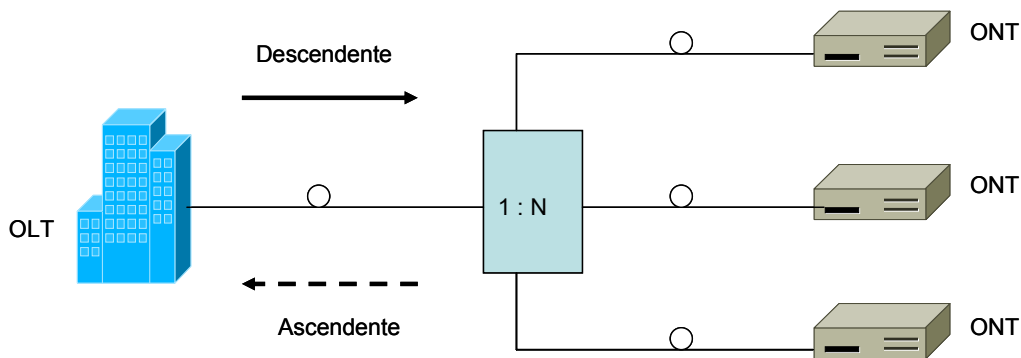 ONT
Descendente
ONT
1 : N
OLT
Ascendente
ONT